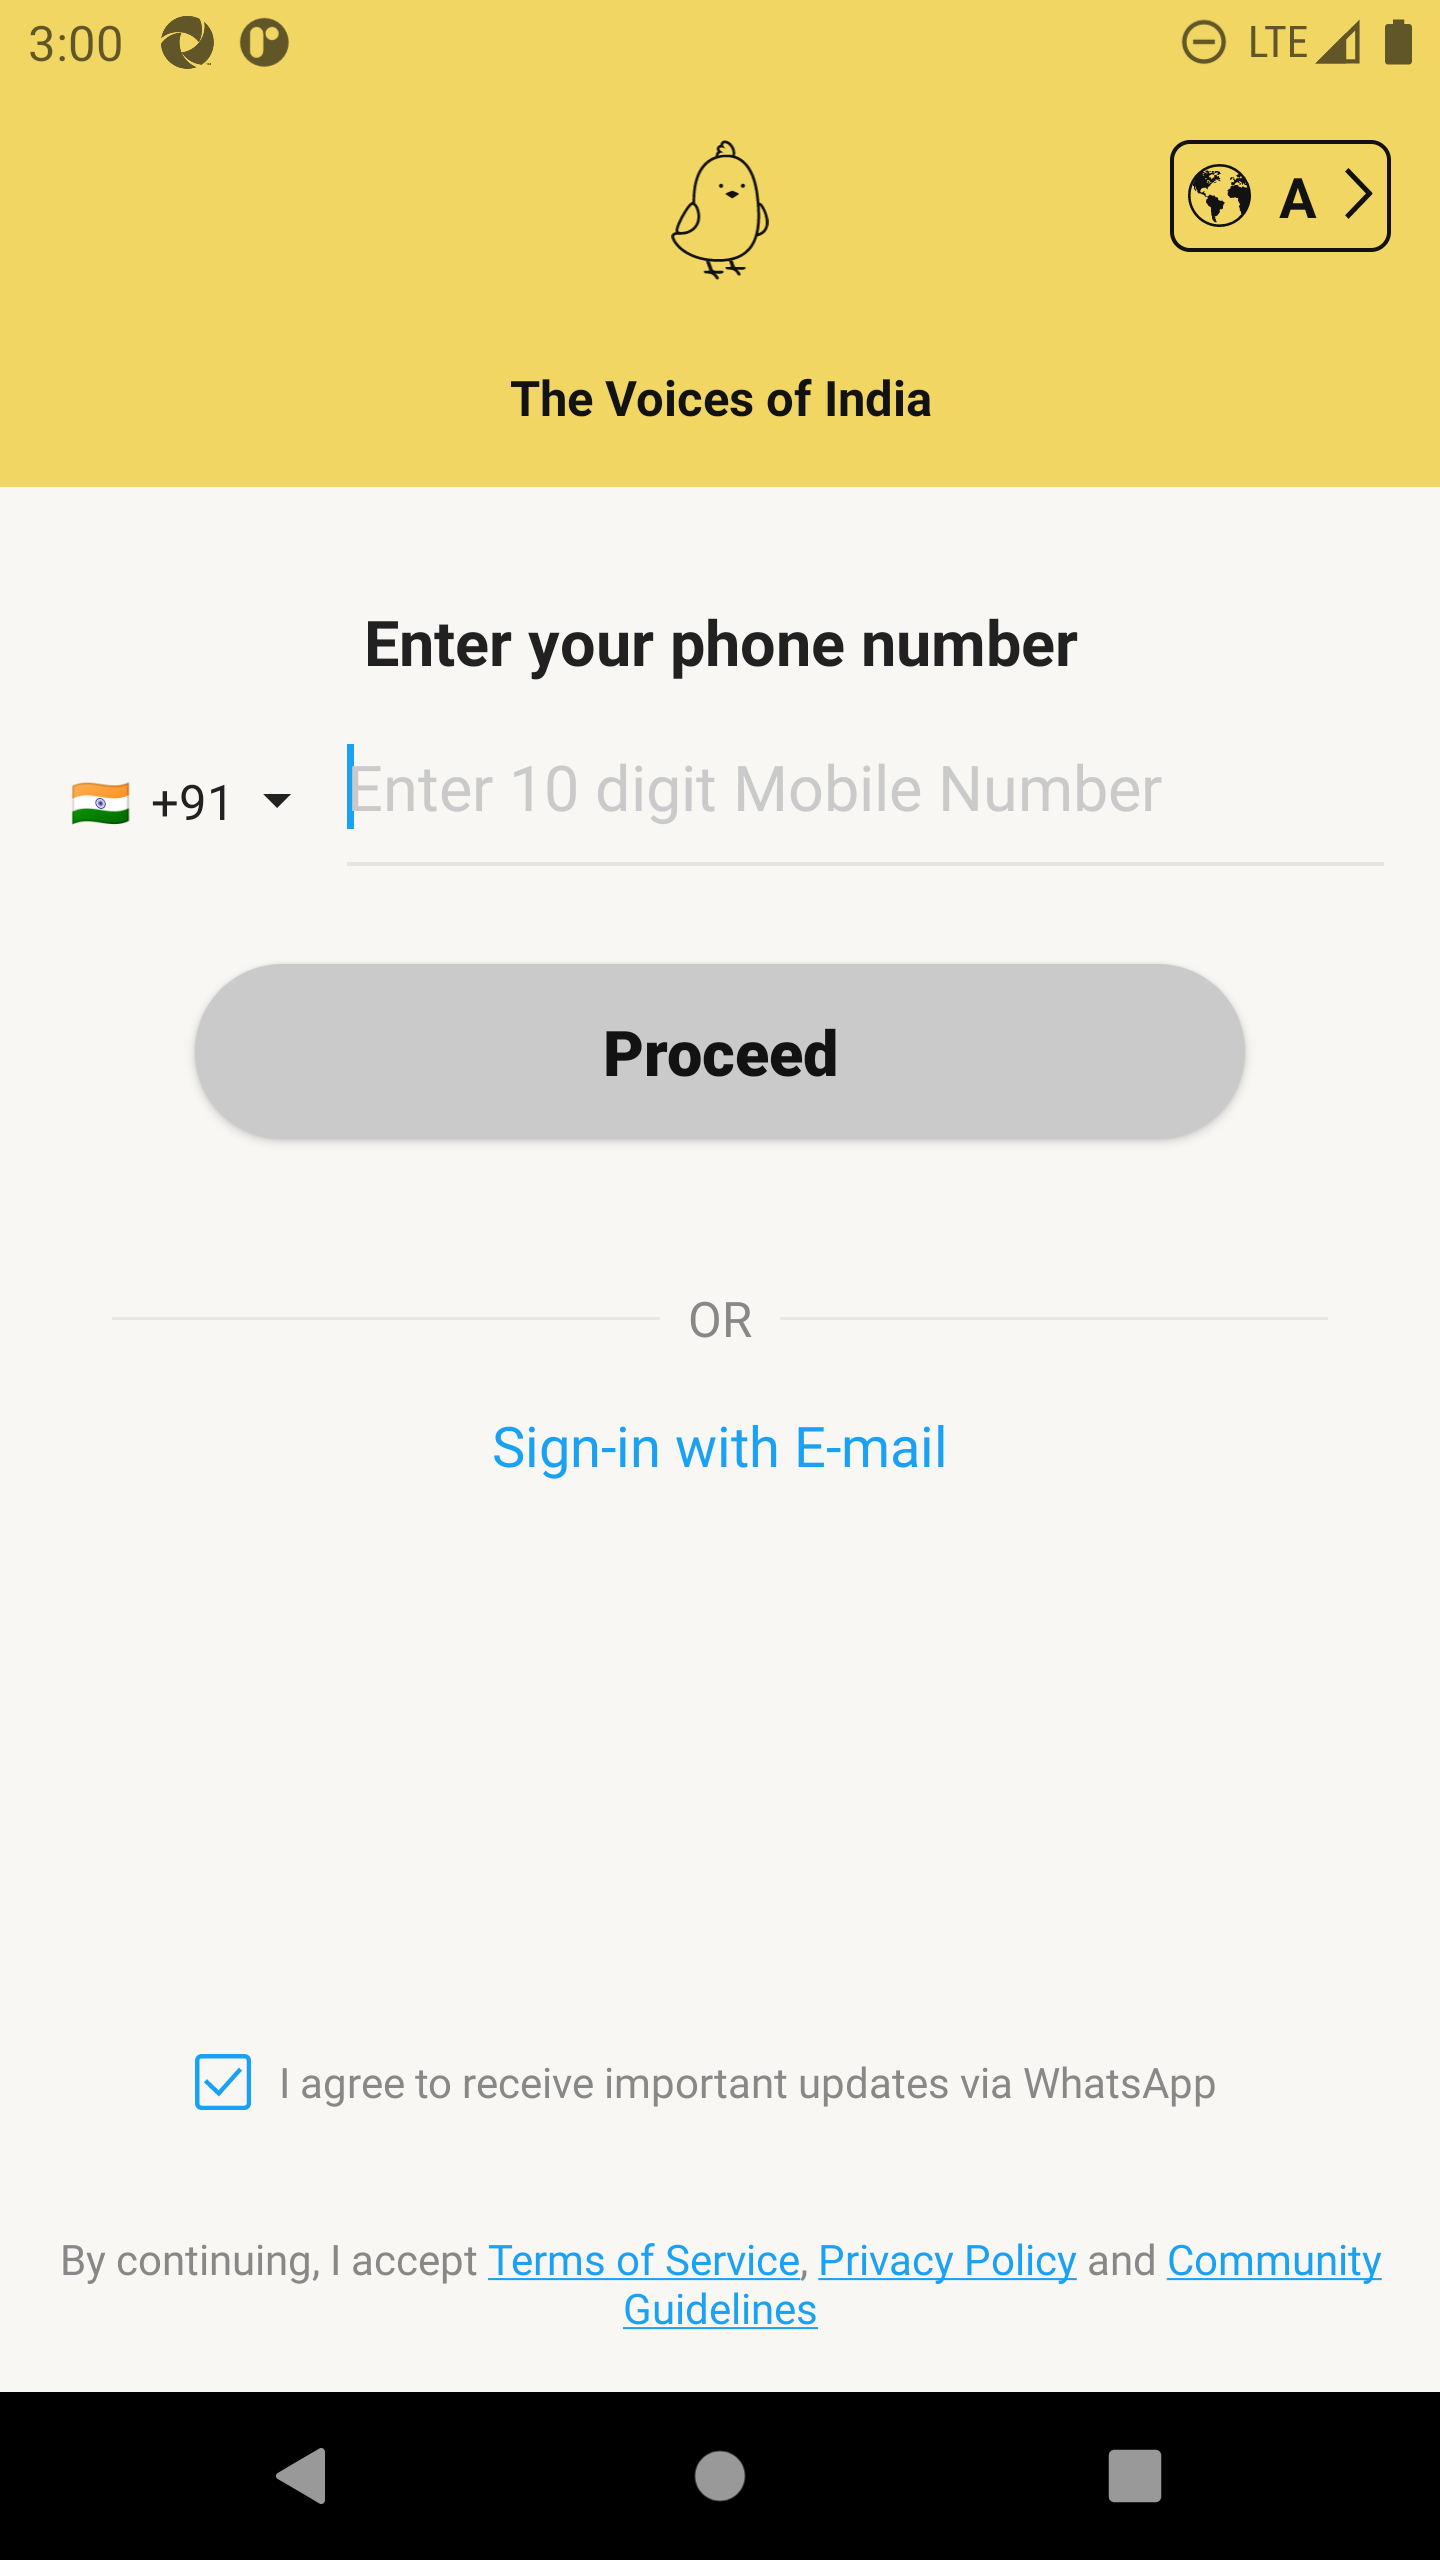 3:00
LTE
A
The Voices of India
Enter your phone number
+91
Enter 10 digit Mobile Number
Proceed
OR
Sign-in with E-mail
I agree to receive important updates via WhatsApp
By continuing, I accept Terms of Service, Privacy Policy and Community
Guidelines